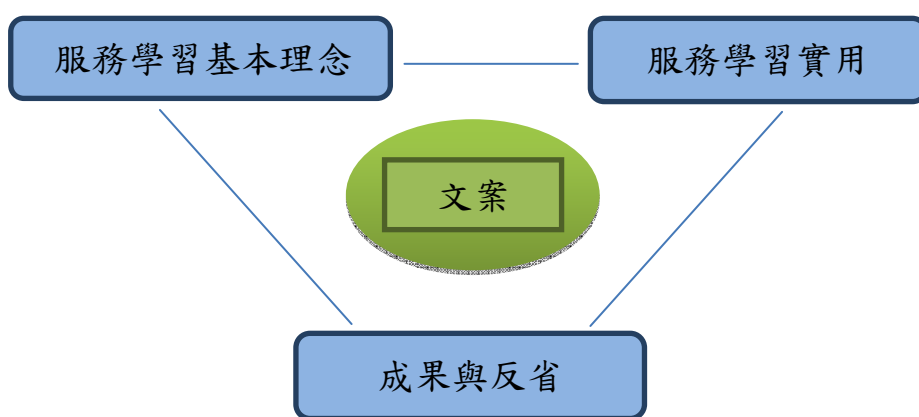 服務學習基本理念
服務學習實用
文案
成果與反省